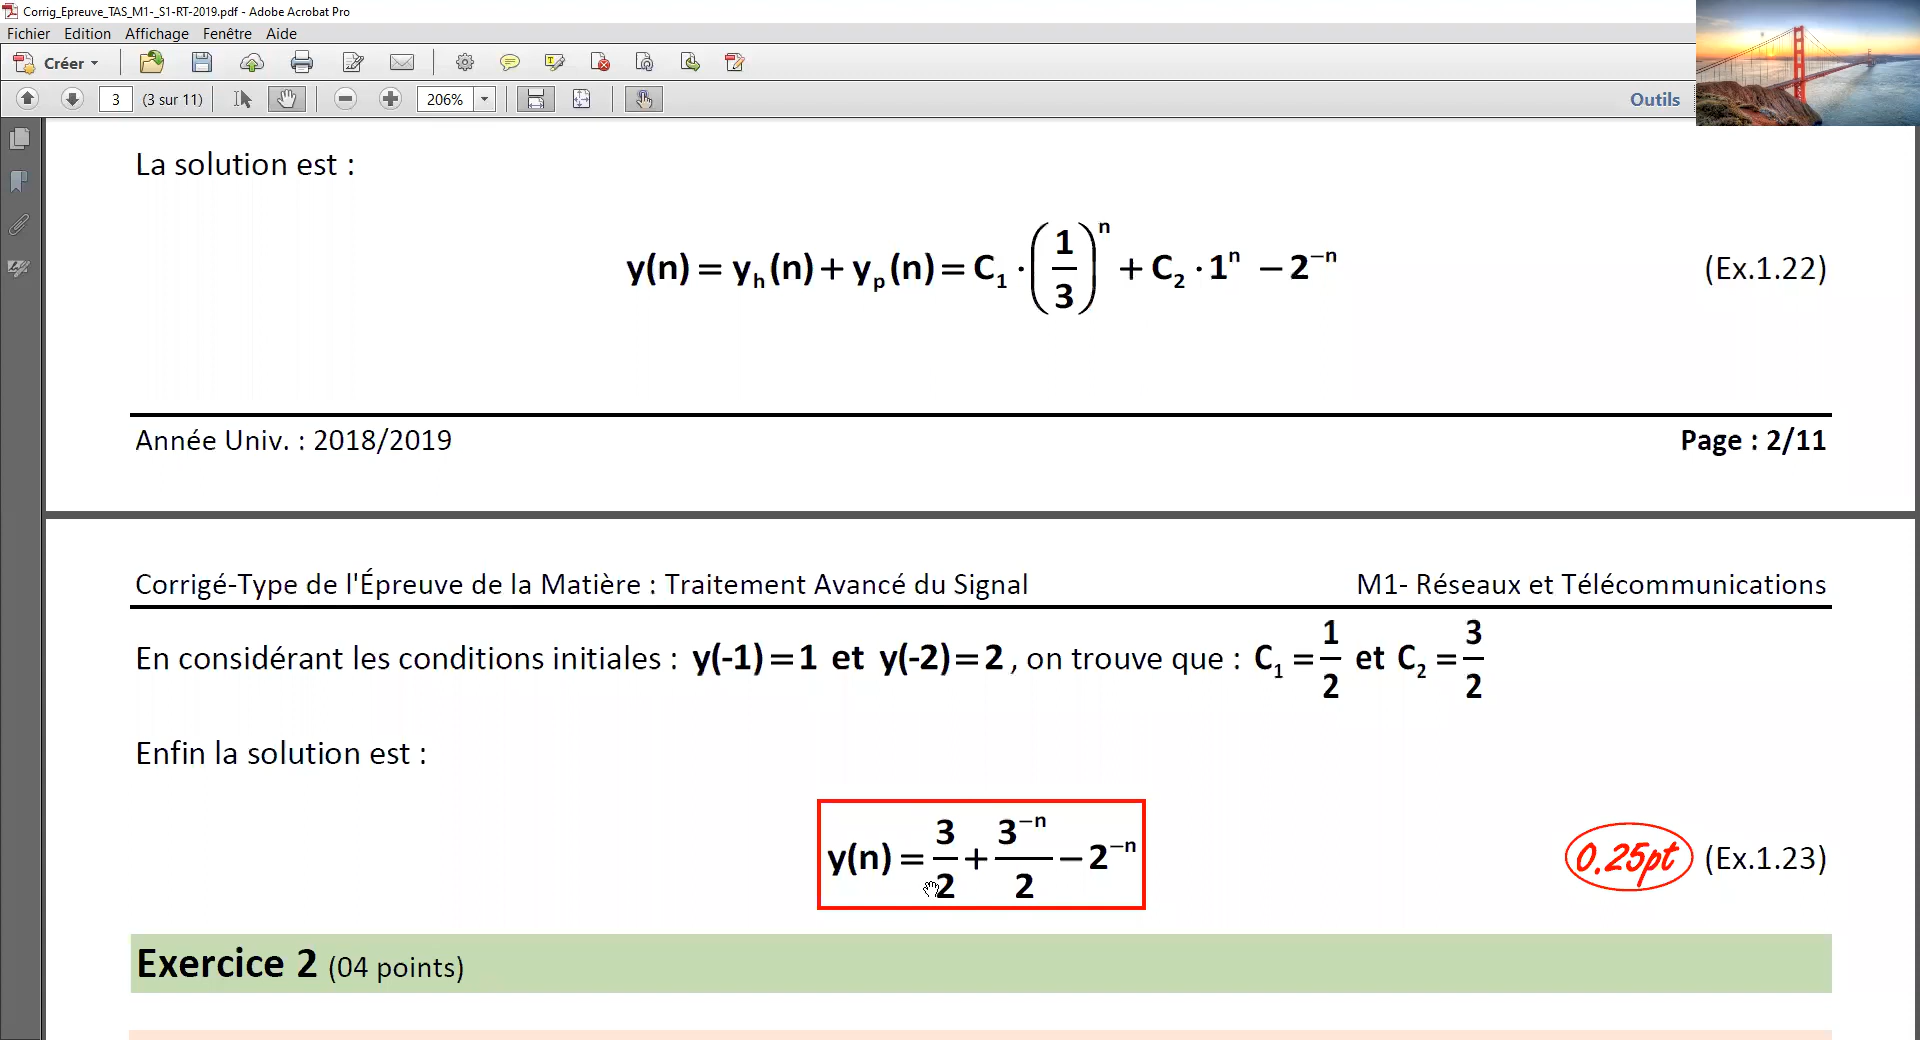 Corrig_Epreuve_TAS_M1-_S1-RT-2019.pdf - Adobe Acrobat Pro
Fichier Edition Affichage Fenêtre Aide
Créer
3 (3 sur 11) 206% Outils
La solution est :
y(n) = y_h(n) + y_p(n) = C_1 · (1/3)^n + C_2 · 1^n − 2^−n (Ex.1.22)
Année Univ. : 2018/2019 Page : 2/11
Corrigé-Type de l'Épreuve de la Matière : Traitement Avancé du Signal M1- Réseaux et Télécommunications
En considérant les conditions initiales : y(-1) = 1 et y(-2) = 2 , on trouve que : C_1 = 1/2 et C_2 = 3/2
Enfin la solution est :
y(n) = 3/2 + 3^−n/2 − 2^−n 0.25pt (Ex.1.23)
Exercice 2 (04 points)